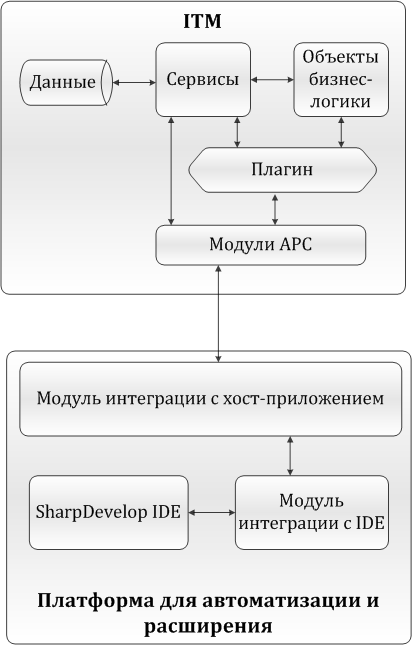 ITM
Данные
Сервисы
Объекты
бизнес-
логики
Плагин
Модули АРС
Модуль интеграции с хост-приложением
SharpDevelop IDE
Модуль
интеграции с IDE
Платформа для автоматизации и
расширения